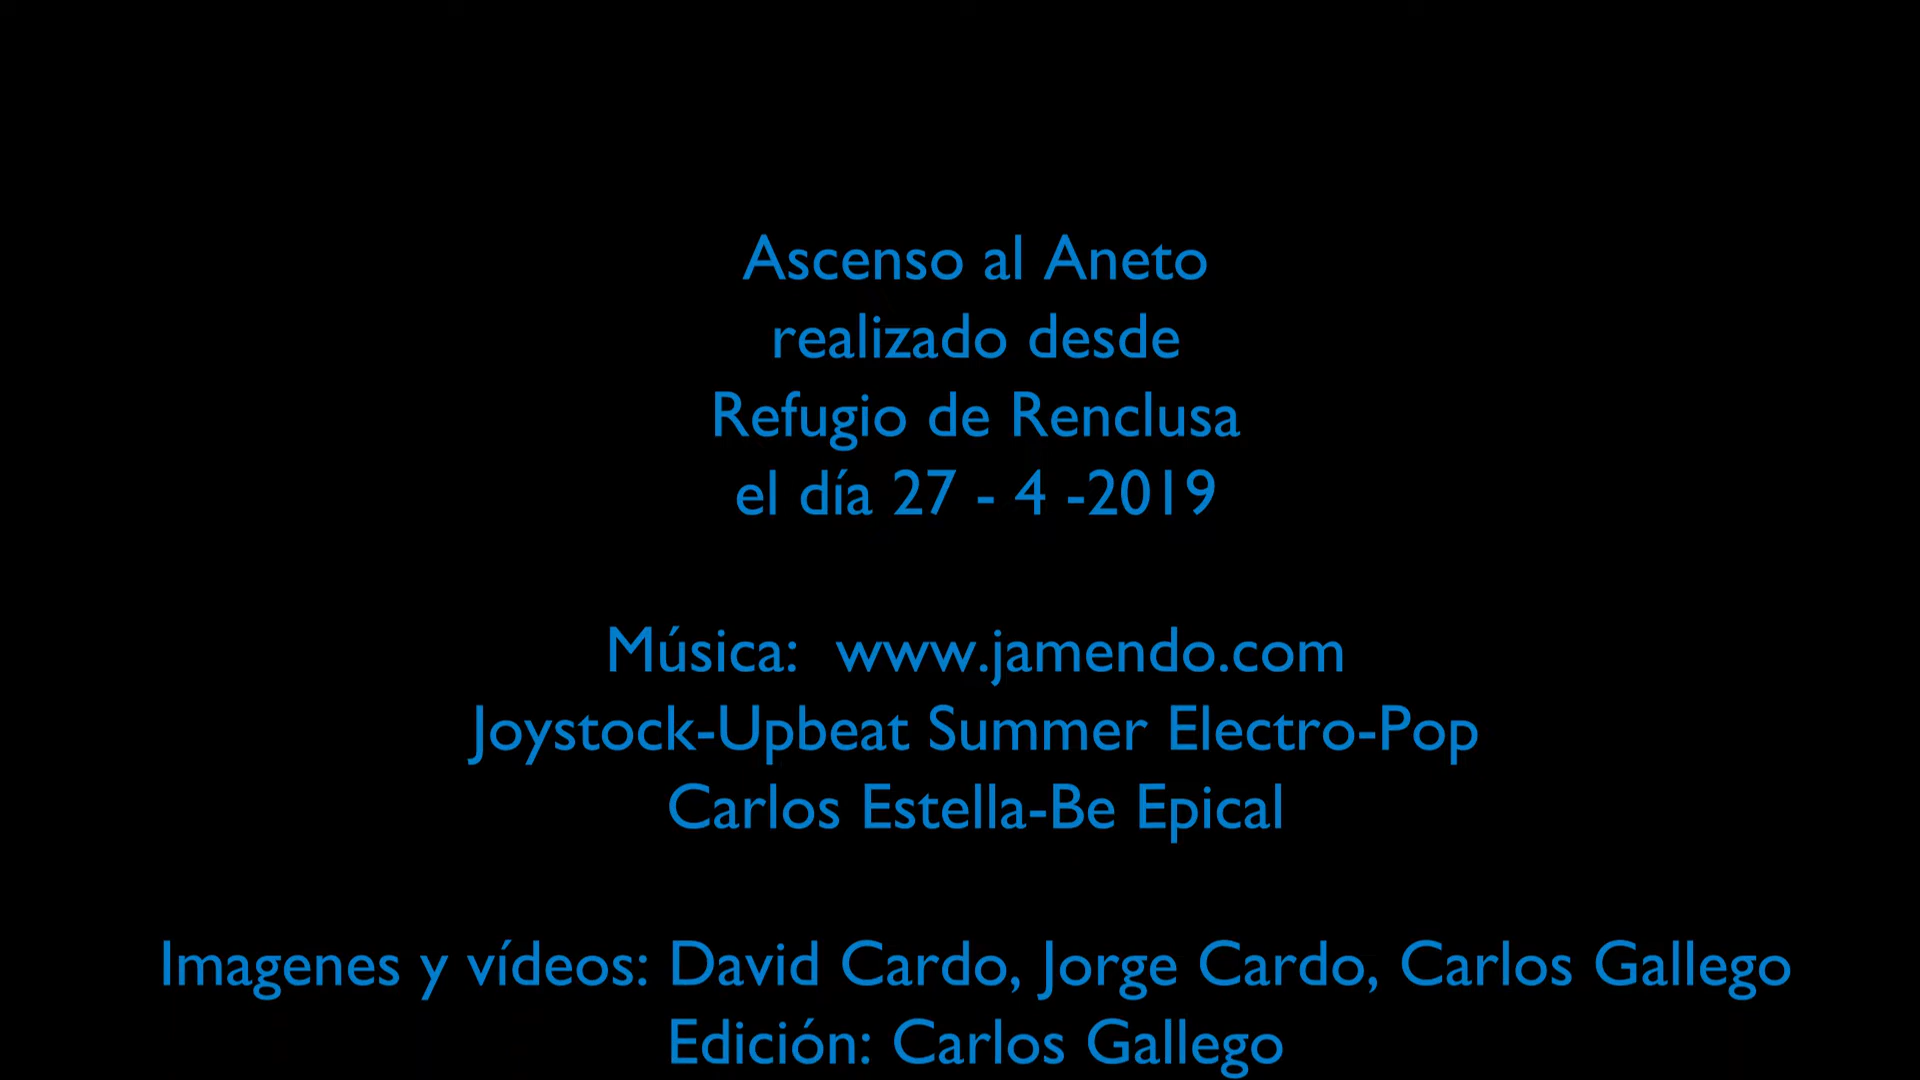 Ascenso al Aneto
realizado desde
Refugio de Renclusa
el día 27 - 4 -2019
Música:  www.jamendo.com
Joystock-Upbeat Summer Electro-Pop
Carlos Estella-Be Epical
Imagenes y vídeos: David Cardo, Jorge Cardo, Carlos Gallego
Edición: Carlos Gallego